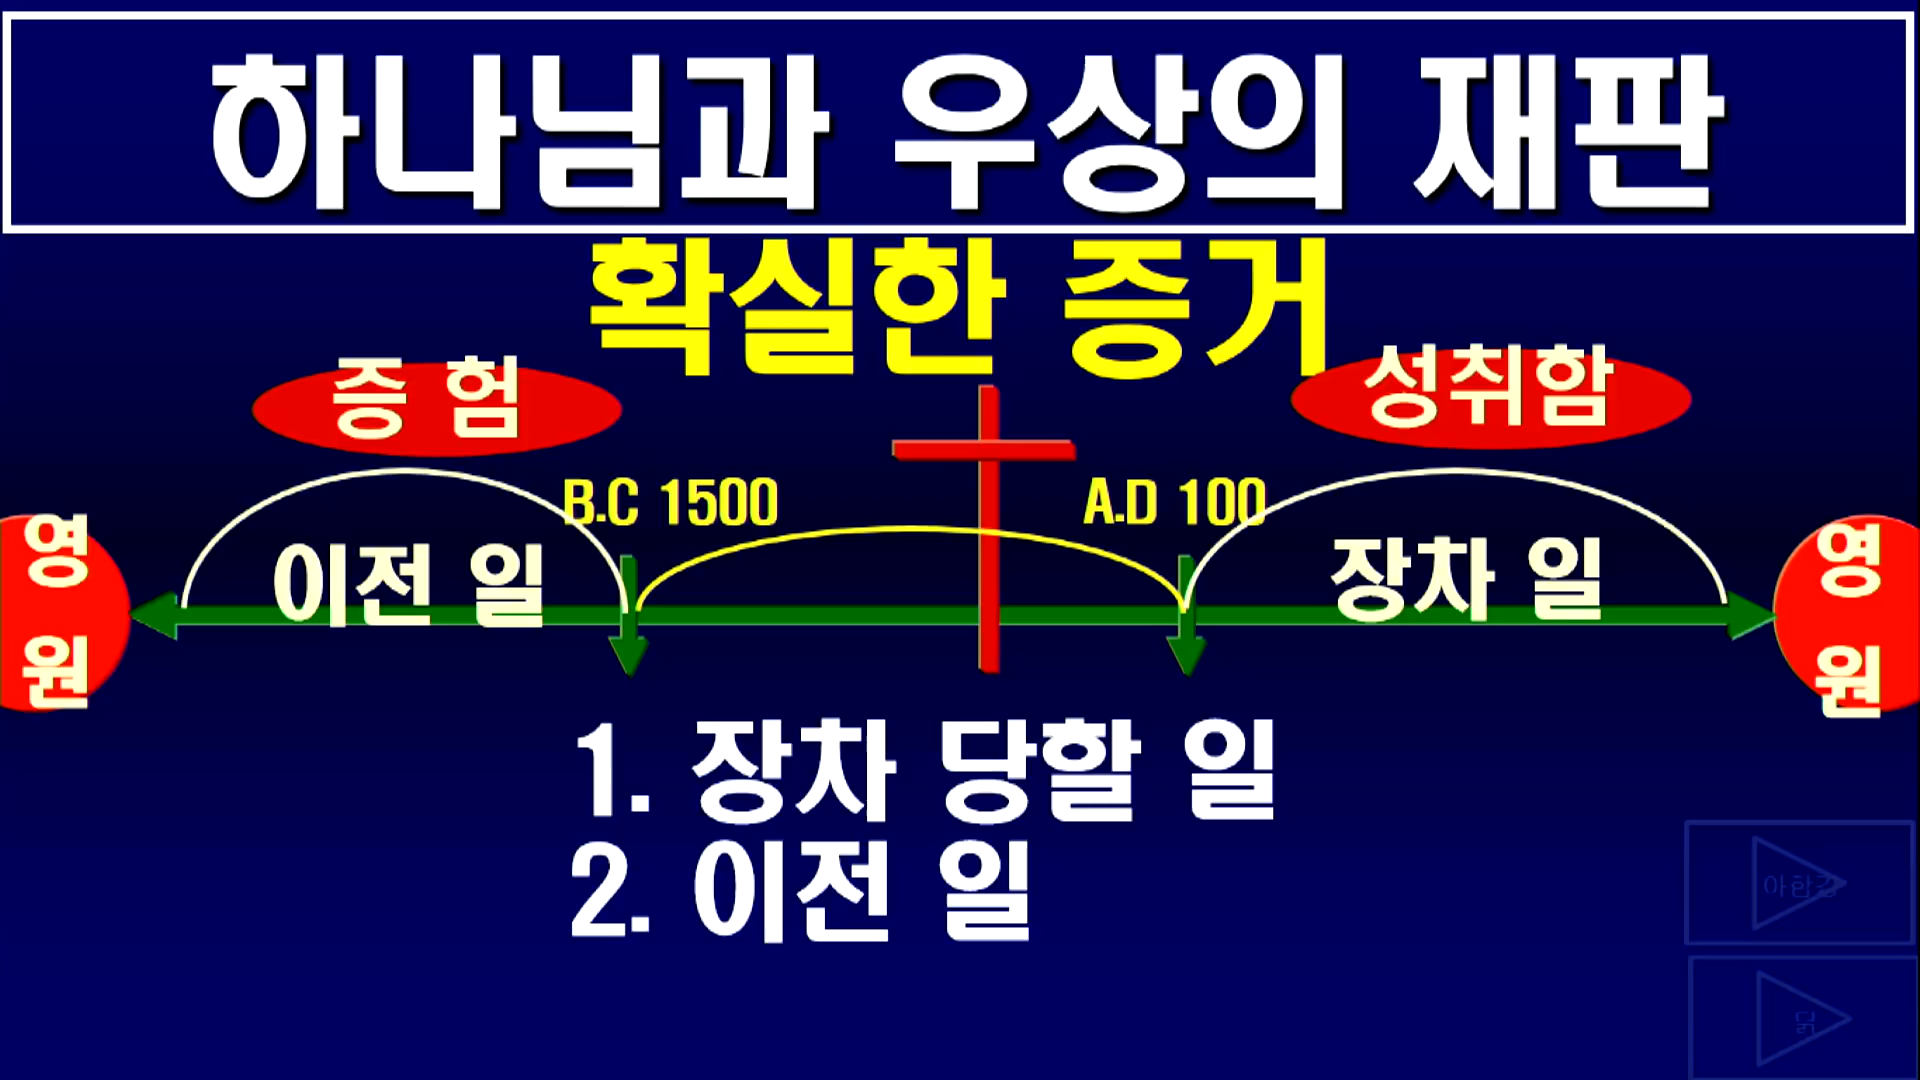 하나님과 우상의 재판
확실한 증거
증 험
성취함
B.C 1500
A.D 100
영
원
이전 일
장차 일
영
원
1. 장차 당할 일
2. 이전 일